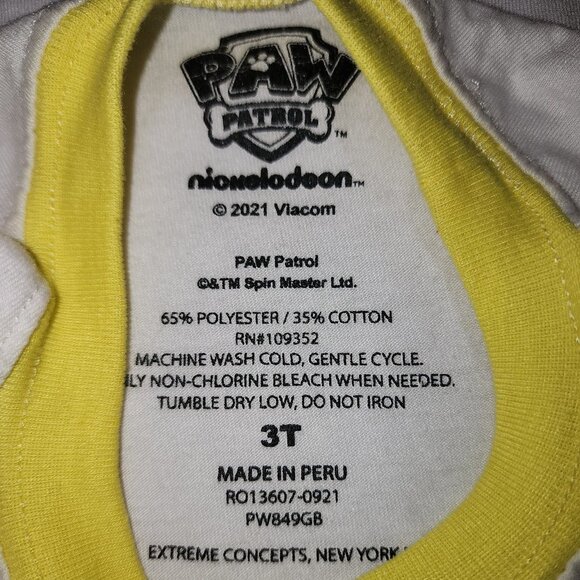 PAW
PATROL
TM
nickelodeon TM
© 2021 Viacom
PAW Patrol
©&TM Spin Master Ltd.
65% POLYESTER / 35% COTTON
RN#109352
MACHINE WASH COLD, GENTLE CYCLE.
NON-CHLORINE BLEACH WHEN NEEDED.
TUMBLE DRY LOW, DO NOT IRON
3T
MADE IN PERU
RO13607-0921
PW849GB
EXTREME CONCEPTS, NEW YORK